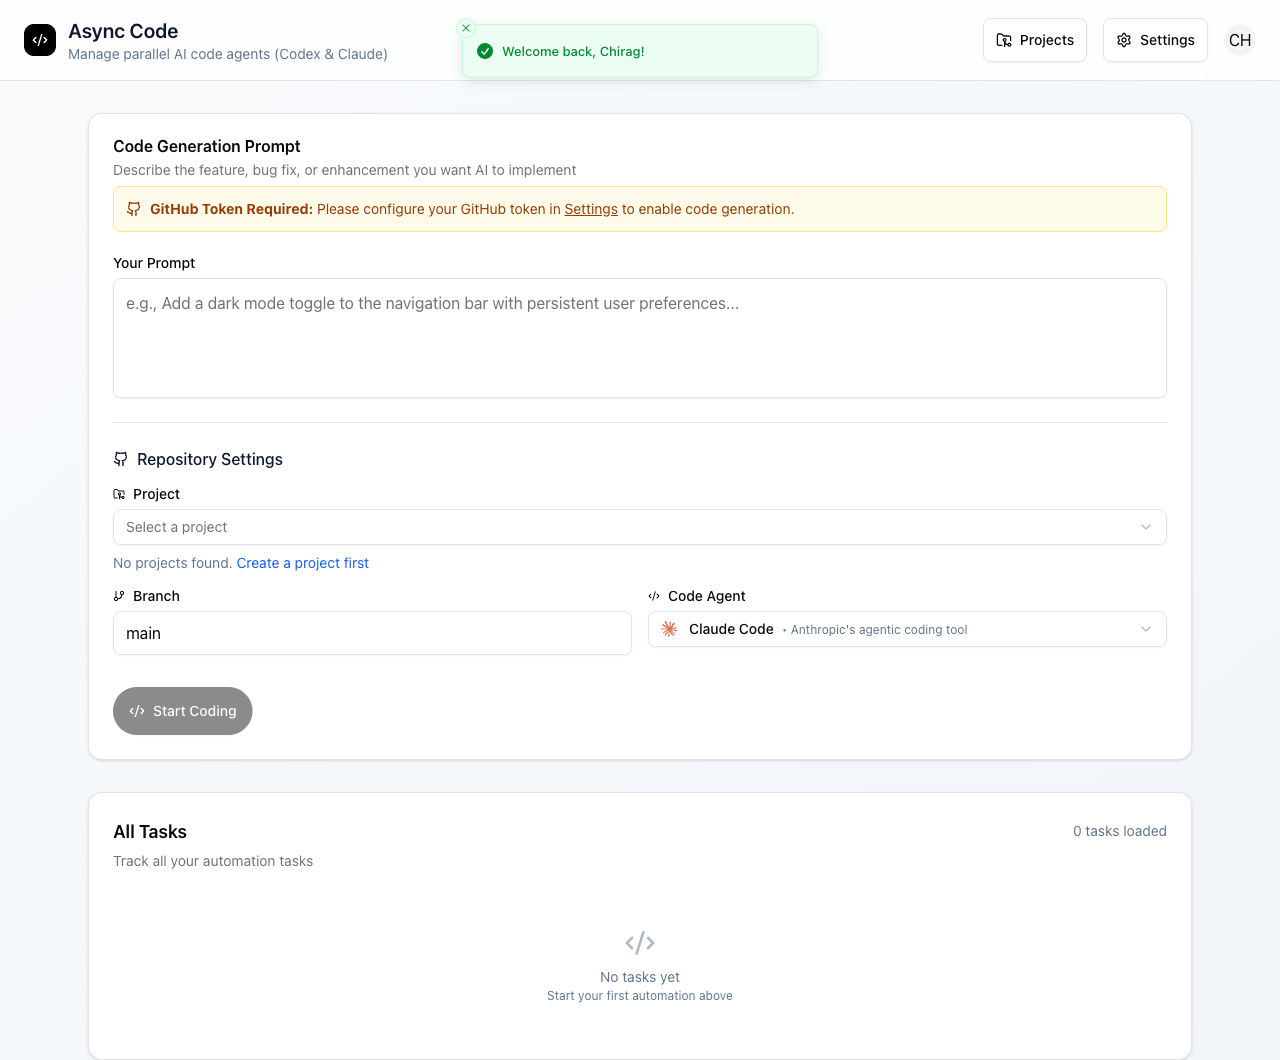 Async Code
Manage parallel AI code agents (Codex & Claude)
Welcome back, Chirag!
Projects
Settings
CH
Code Generation Prompt
Describe the feature, bug fix, or enhancement you want AI to implement
GitHub Token Required: Please configure your GitHub token in Settings to enable code generation.
Your Prompt
e.g., Add a dark mode toggle to the navigation bar with persistent user preferences...
Repository Settings
Project
Select a project
No projects found. Create a project first
Branch
main
Code Agent
Claude Code • Anthropic's agentic coding tool
Start Coding
All Tasks
0 tasks loaded
Track all your automation tasks
No tasks yet
Start your first automation above